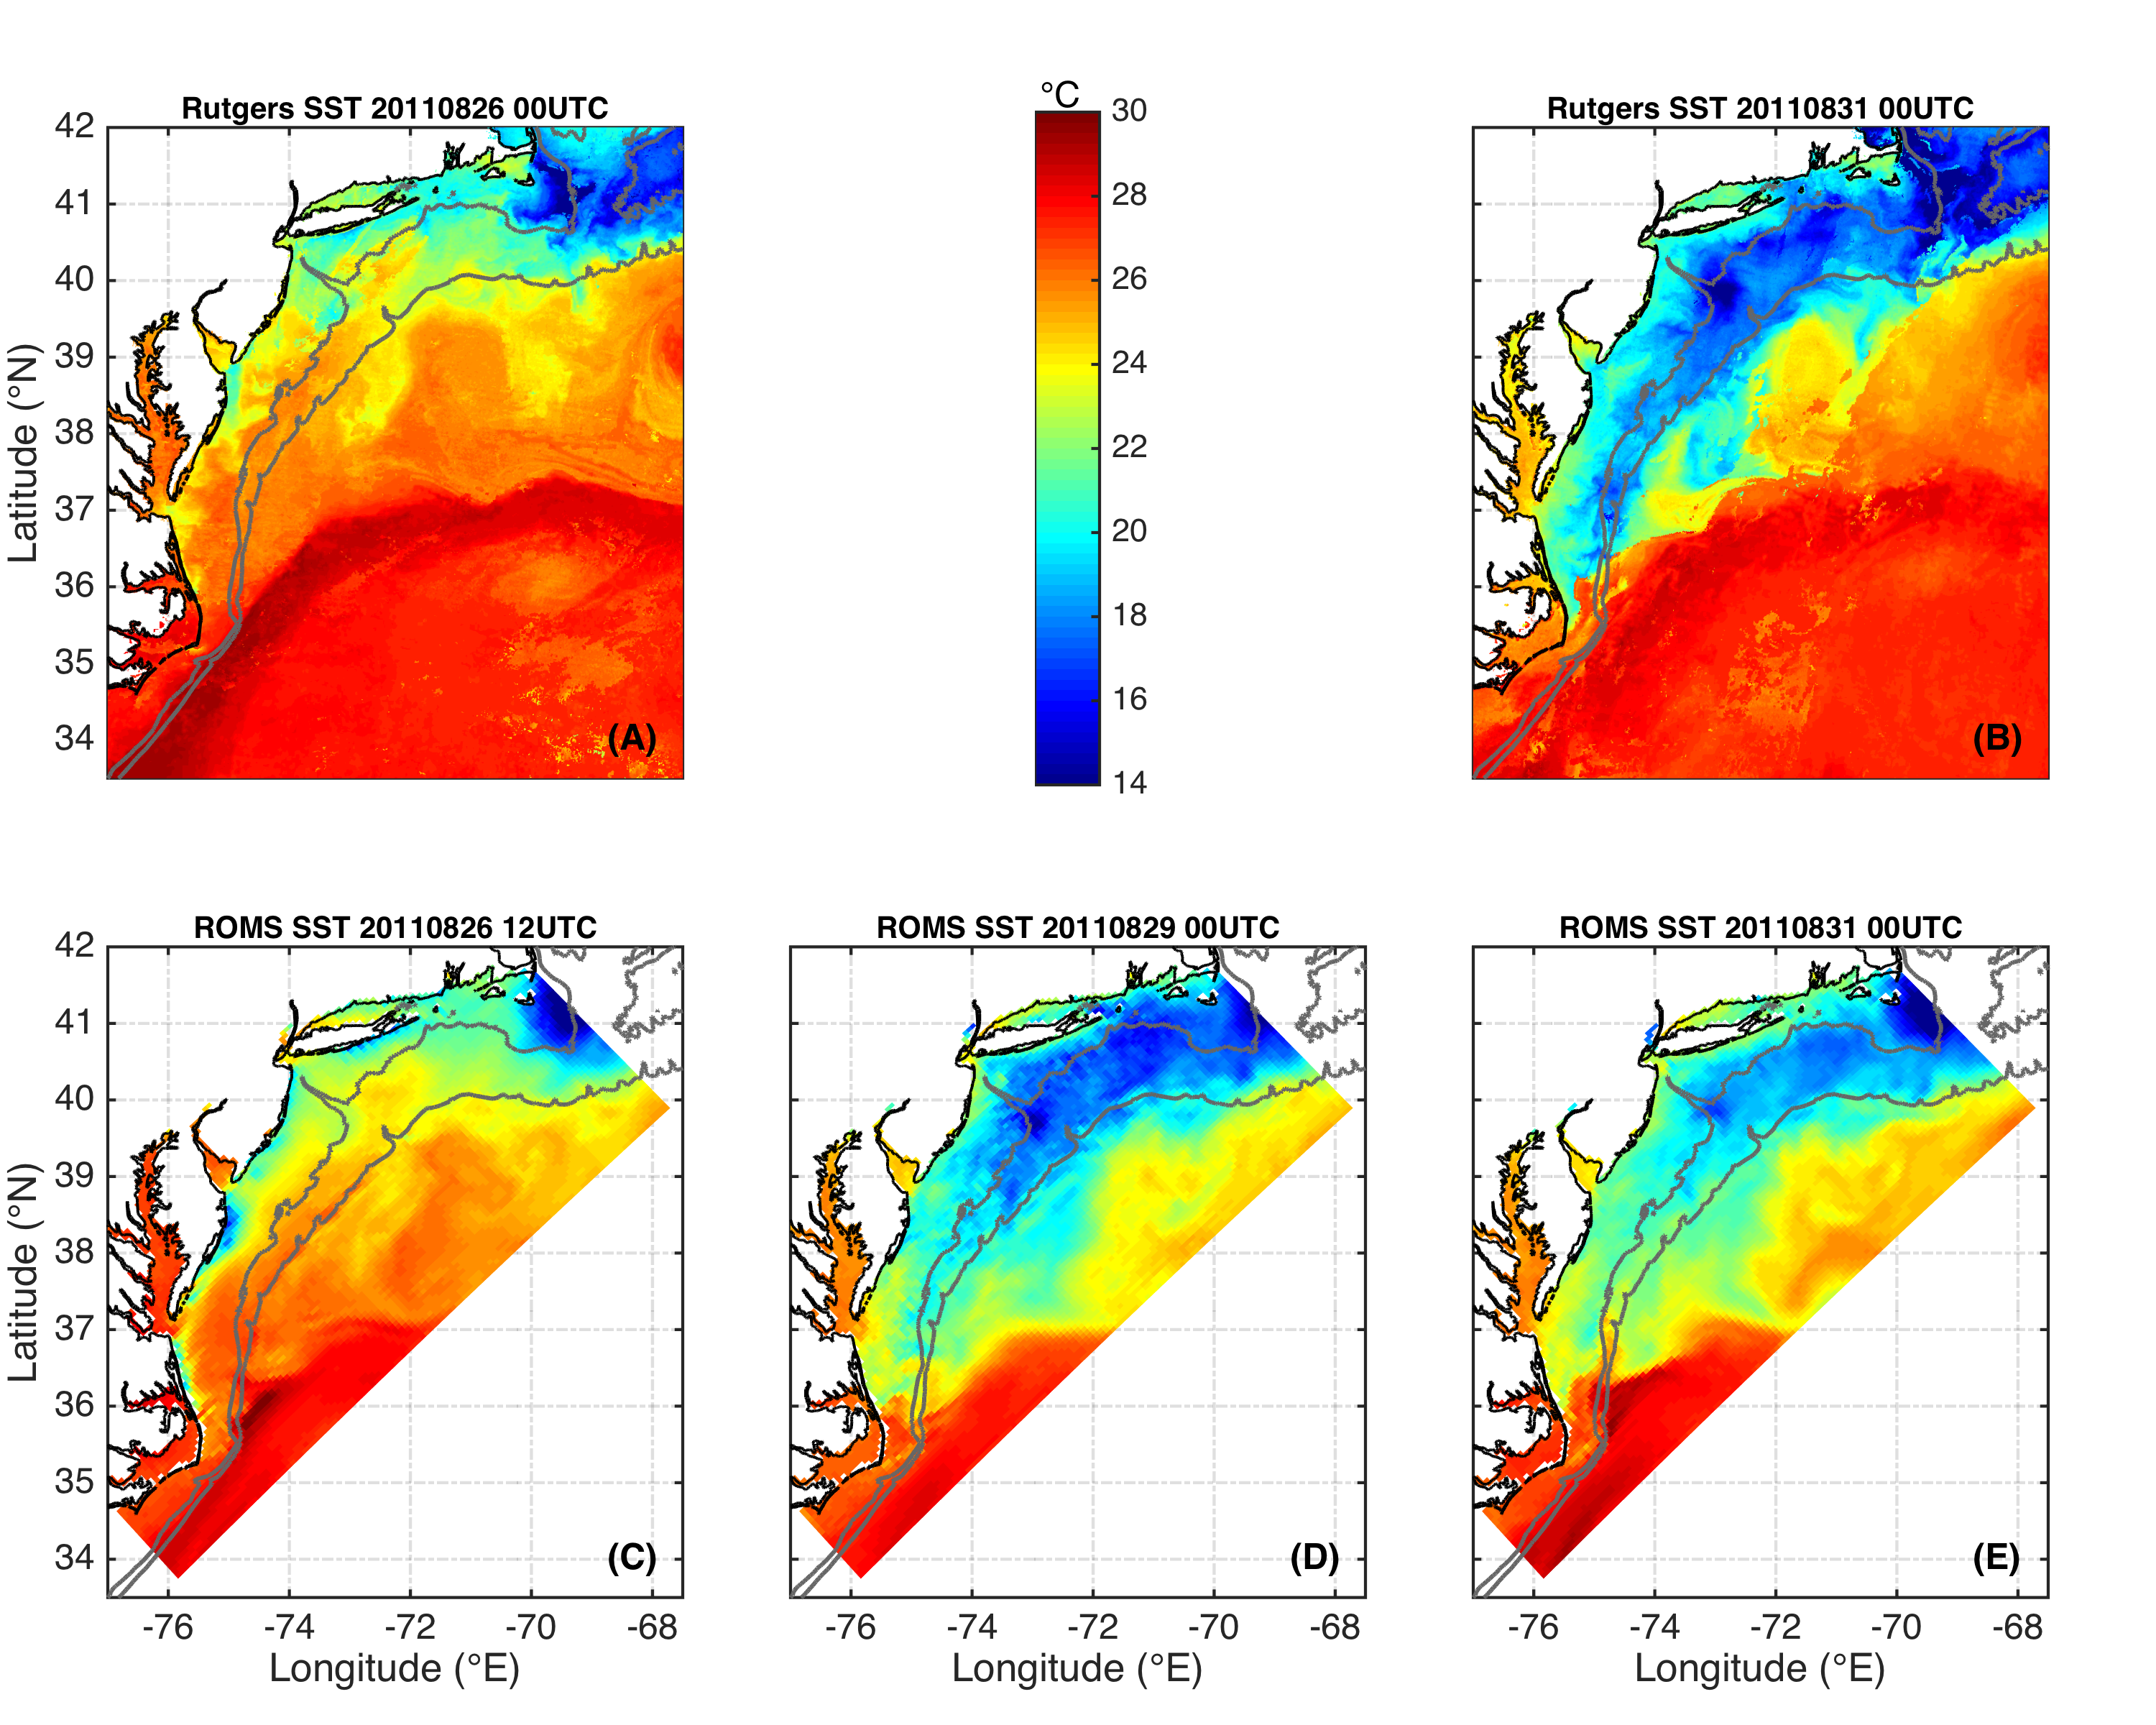 Rutgers SST 20110826 00UTC
°C
Rutgers SST 20110831 00UTC
42
41
40
39
38
37
36
35
34
Latitude (°N)
(A)
30
28
26
24
22
20
18
16
14
(B)
ROMS SST 20110826 12UTC
ROMS SST 20110829 00UTC
ROMS SST 20110831 00UTC
42
41
40
39
38
37
36
35
34
Latitude (°N)
(C)
(D)
(E)
-76 -74 -72 -70 -68
-76 -74 -72 -70 -68
-76 -74 -72 -70 -68
Longitude (°E)
Longitude (°E)
Longitude (°E)